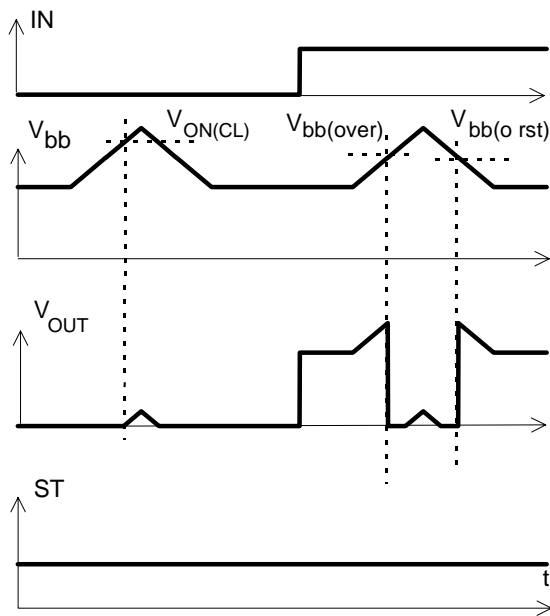 IN
Vbb
VON(CL)
Vbb(over)
Vbb(o rst)
VOUT
ST
t